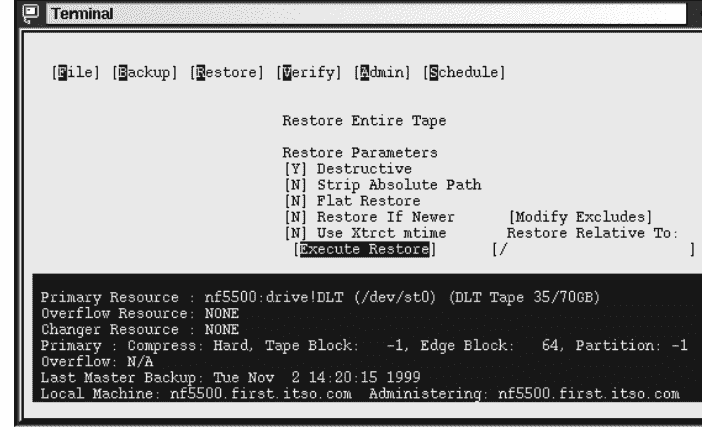 Terminal
[File] [Backup] [Restore] [Verify] [Admin] [Schedule]
Restore Entire Tape
Restore Parameters
[Y] Destructive
[N] Strip Absolute Path
[N] Flat Restore
[N] Restore If Newer [Modify Excludes]
[N] Use Xtrct mtime Restore Relative To:
[Execute Restore] [/ ]
Primary Resource : nf5500:drive!DLT (/dev/st0) (DLT Tape 35/70GB)
Overflow Resource: NONE
Changer Resource : NONE
Primary : Compress: Hard, Tape Block: -1, Edge Block: 64, Partition: -1
Overflow: N/A
Last Master Backup: Tue Nov 2 14:20:15 1999
Local Machine: nf5500.first.itso.com Administering: nf5500.first.itso.com